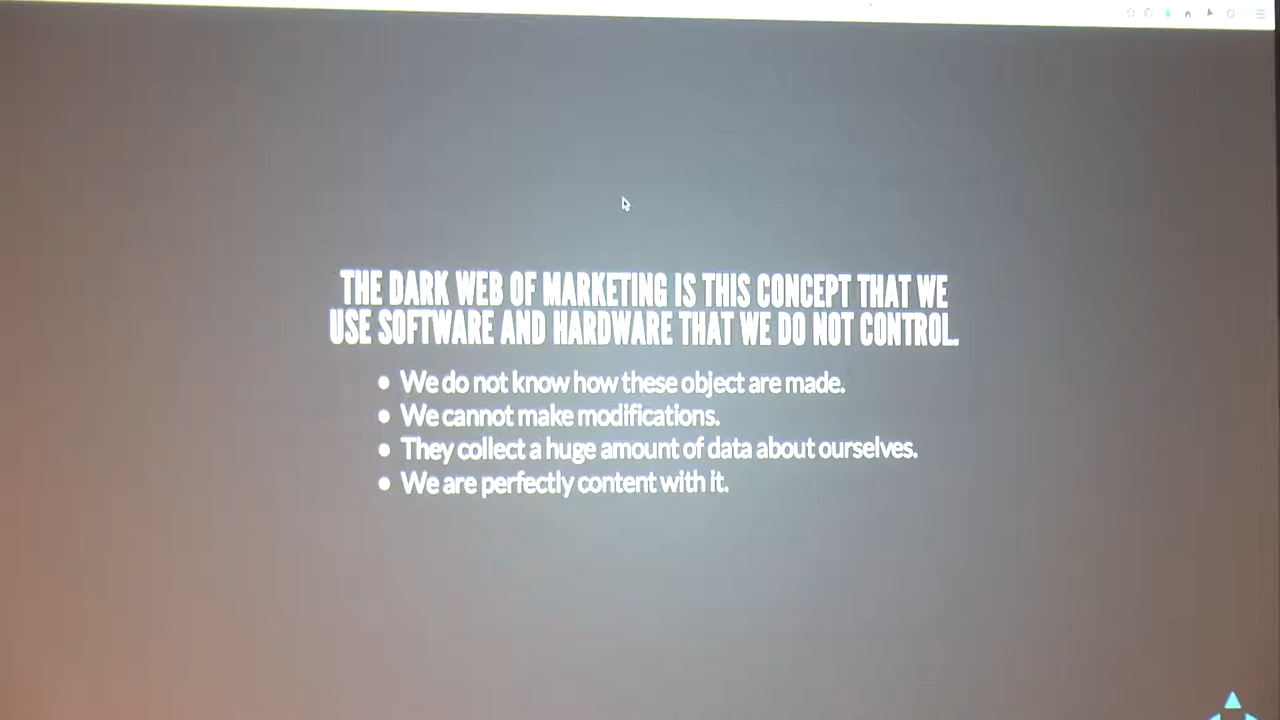 THE DARK WEB OF MARKETING IS THIS CONCEPT THAT WE
USE SOFTWARE AND HARDWARE THAT WE DO NOT CONTROL.
• We do not know how these object are made.
• We cannot make modifications.
• They collect a huge amount of data about ourselves.
• We are perfectly content with it.